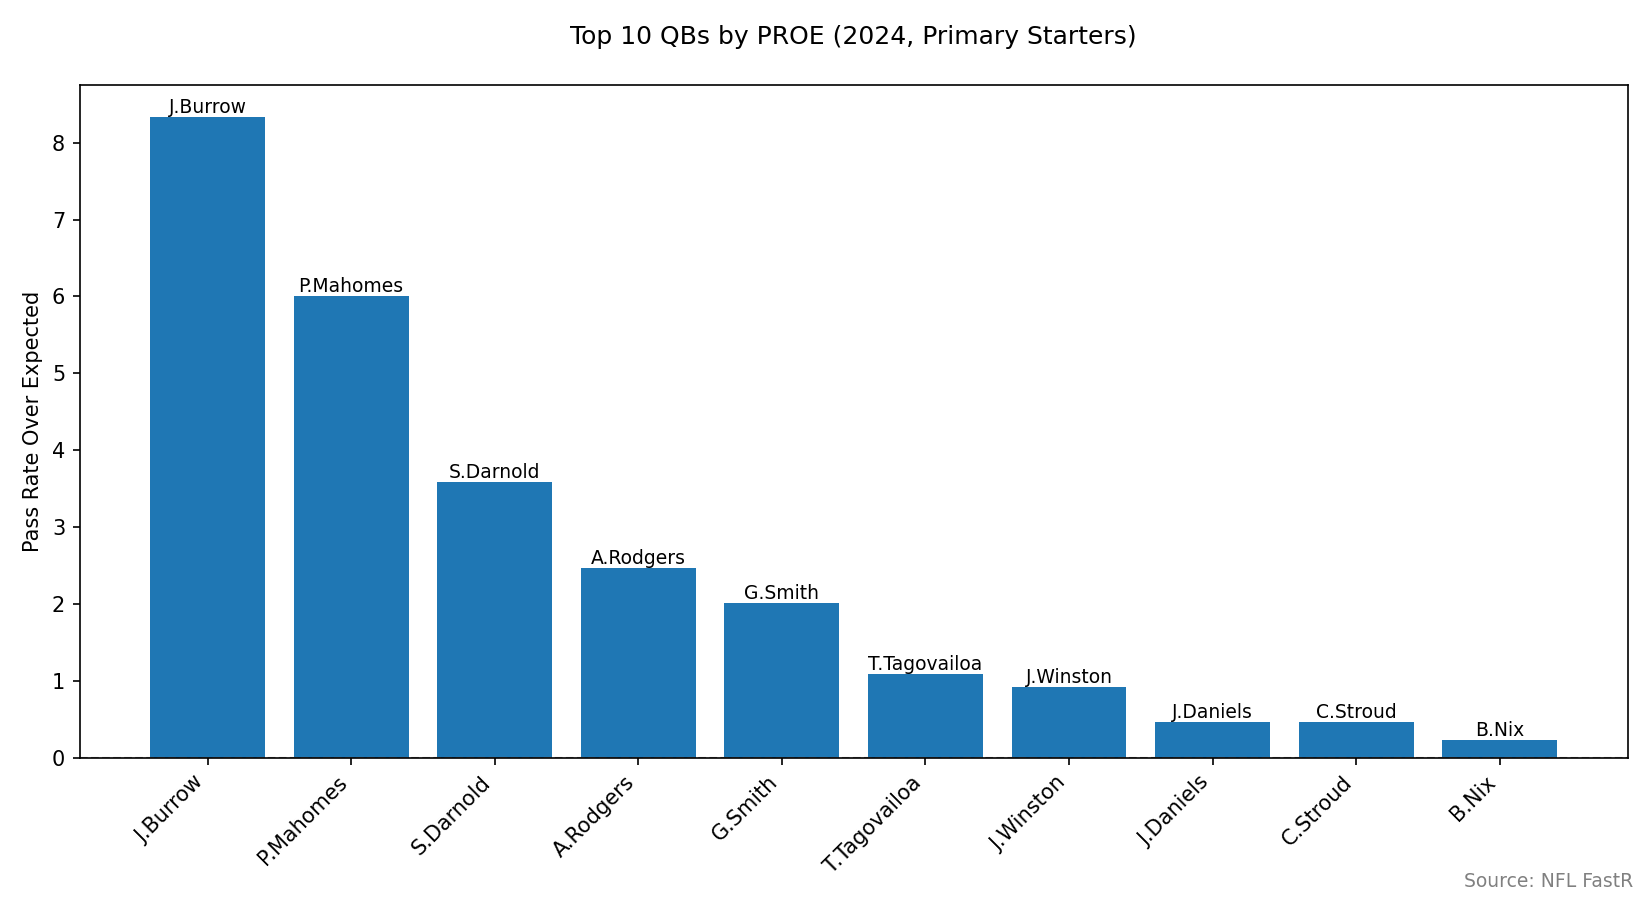 Top 10 QBs by PROE (2024, Primary Starters)
Pass Rate Over Expected
8
7
6
5
4
3
2
1
0
J.Burrow
P.Mahomes
S.Darnold
A.Rodgers
G.Smith
T.Tagovailoa
J.Winston
J.Daniels
C.Stroud
B.Nix
J.Burrow
P.Mahomes
S.Darnold
A.Rodgers
G.Smith
T.Tagovailoa
J.Winston
J.Daniels
C.Stroud
B.Nix
Source: NFL FastR